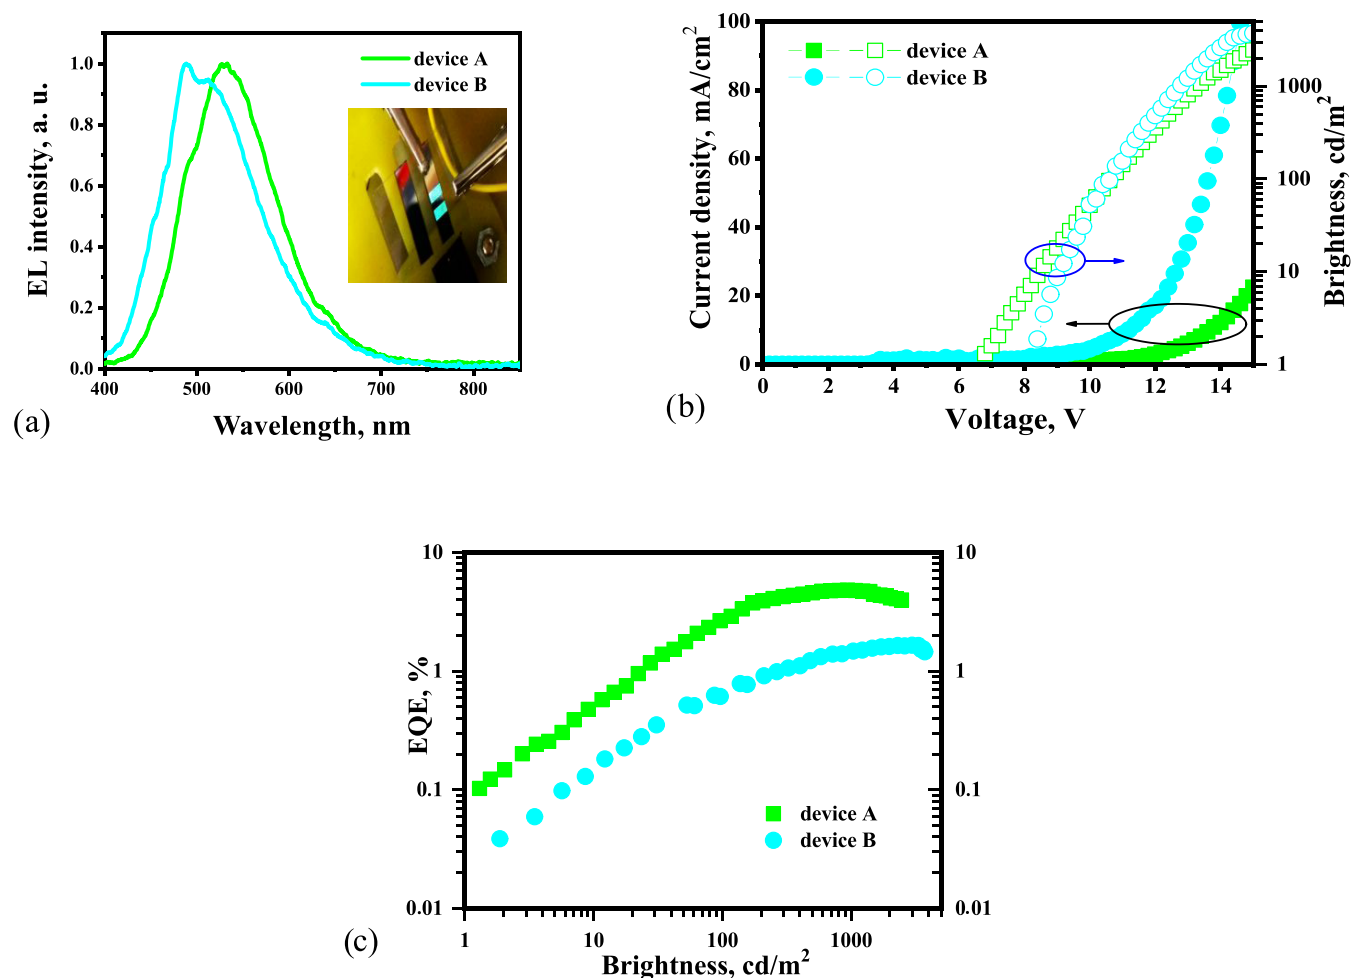 device A
device B
1.0
0.8
0.6
0.4
0.2
0.0
EL intensity, a. u.
400
500
600
700
800
Wavelength, nm
(a)
device A
device B
100
80
60
40
20
0
Current density, mA/cm²
1000
100
10
1
Brightness, cd/m²
0
2
4
6
8
10
12
14
Voltage, V
(b)
10
1
0.1
0.01
EQE, %
10
1
0.1
0.01
device A
device B
1
10
100
1000
Brightness, cd/m²
(c)